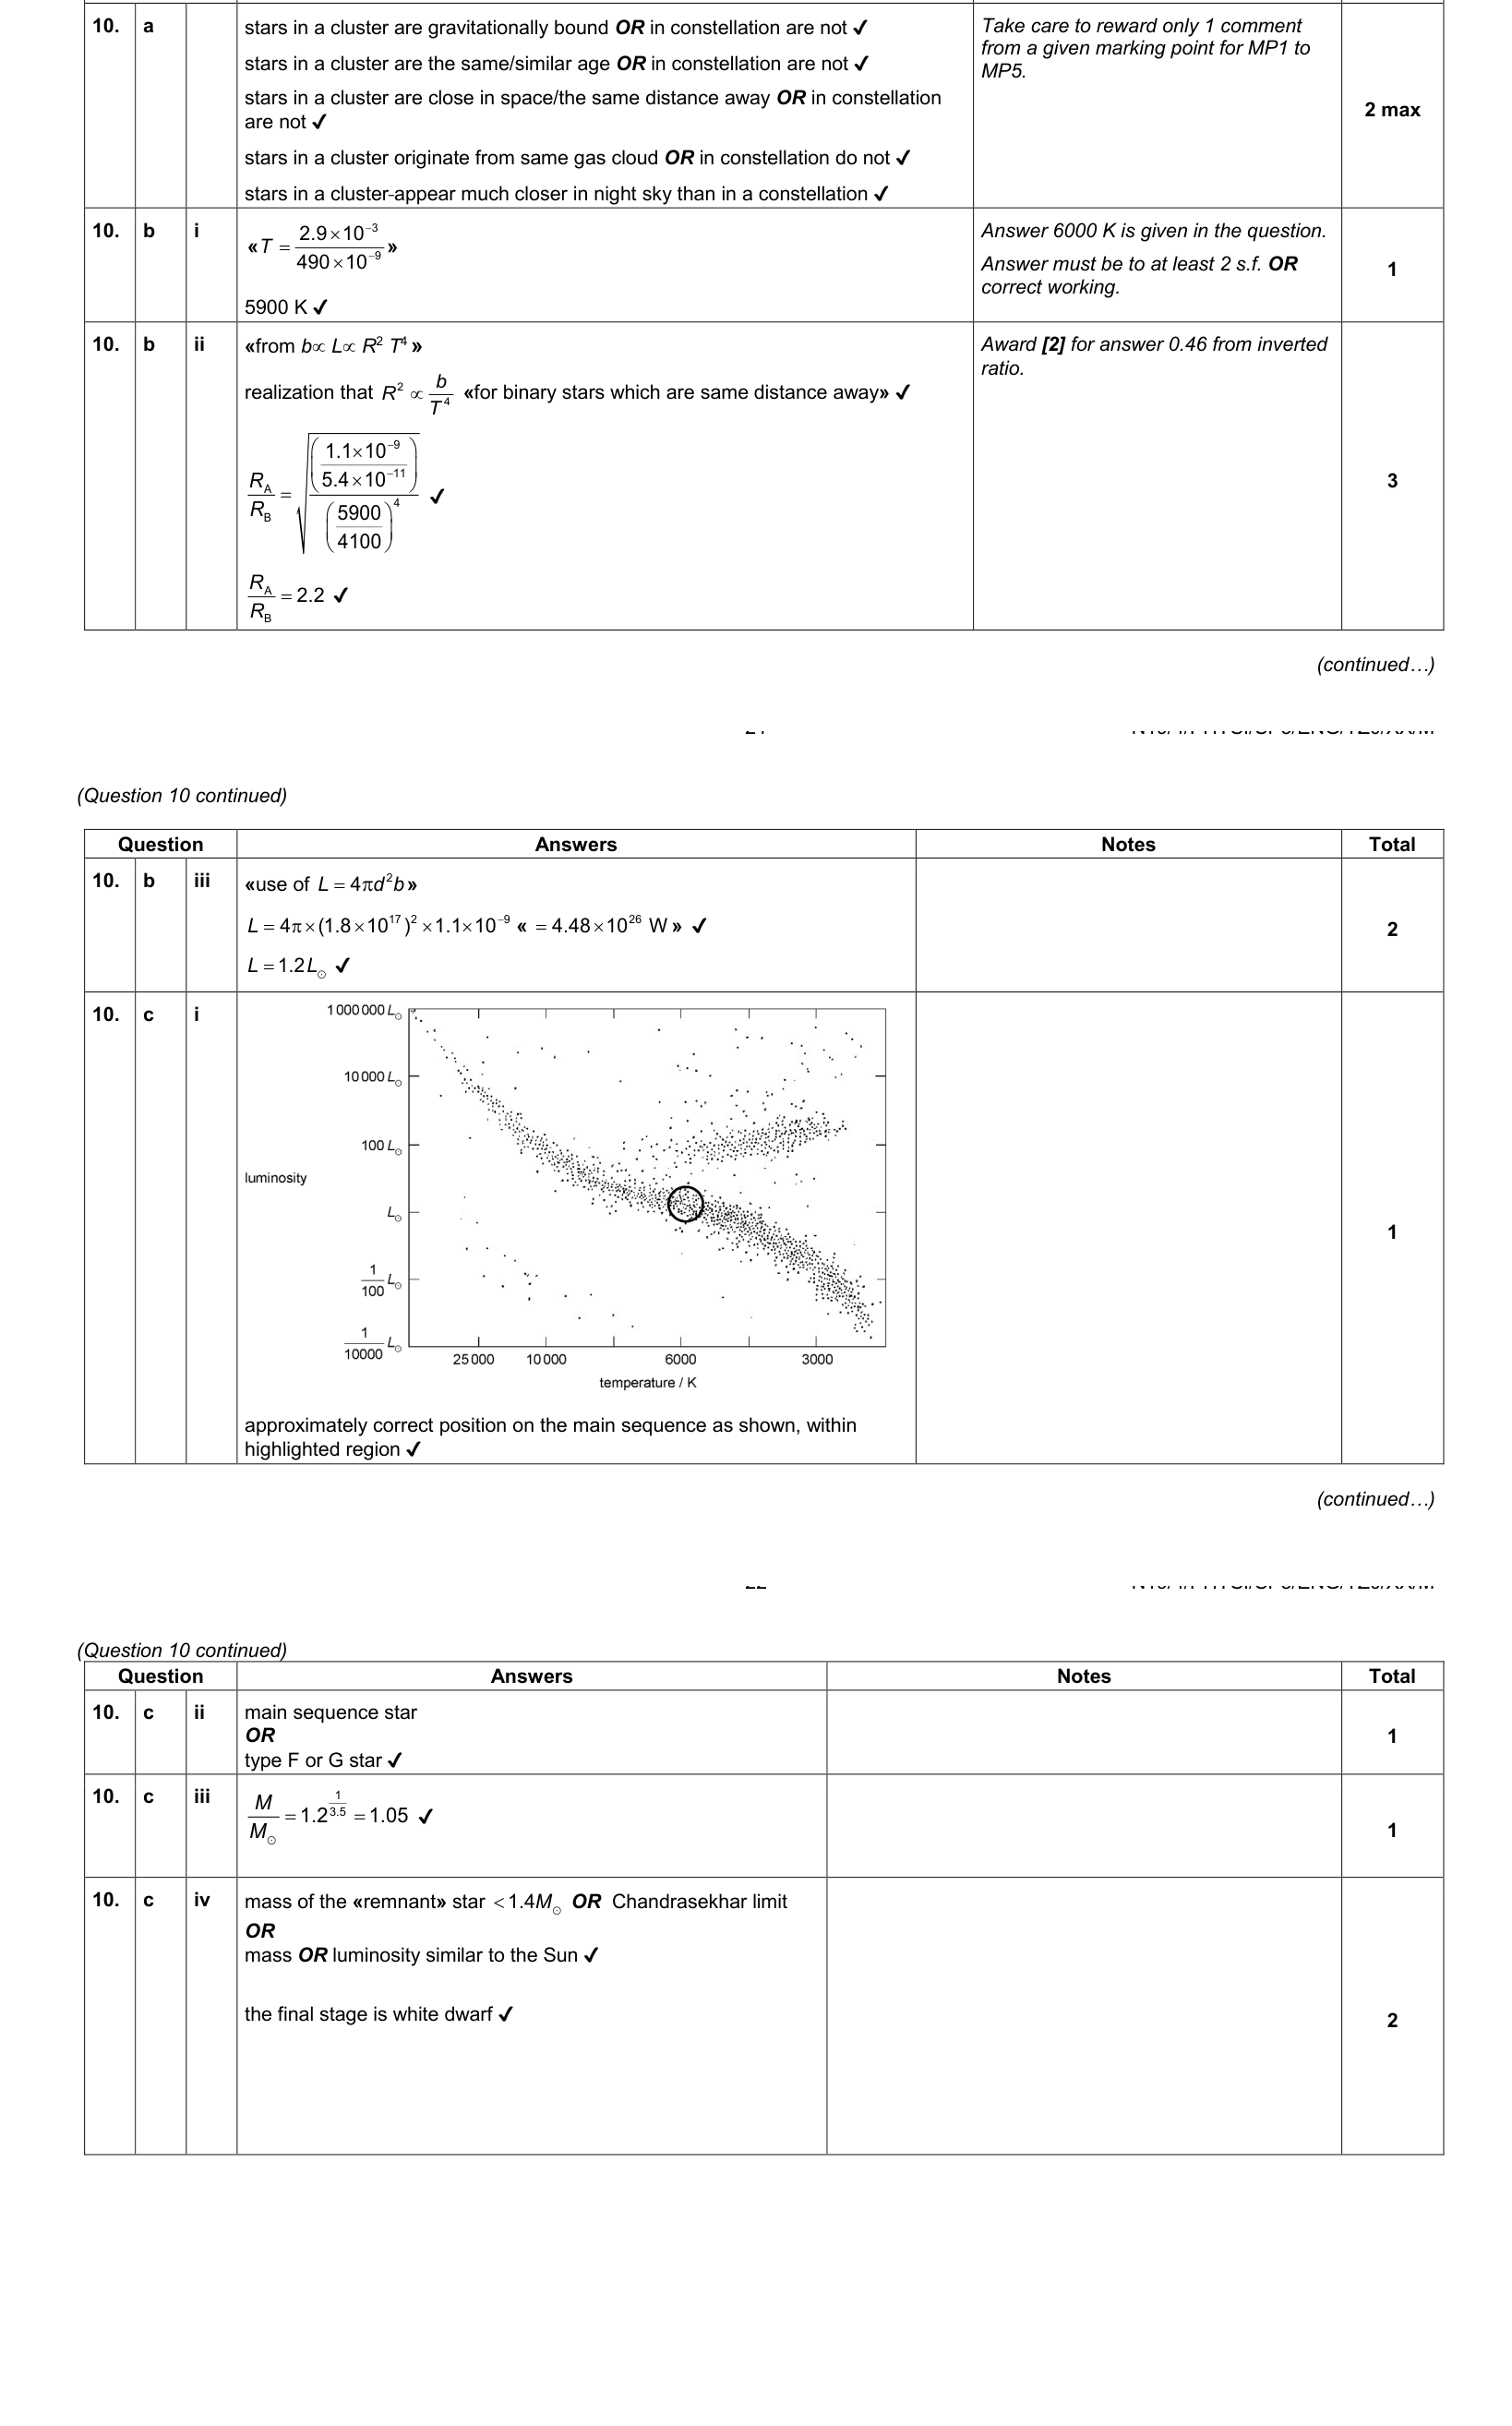 10. a stars in a cluster are gravitationally bound OR in constellation are not ✓
stars in a cluster are the same/similar age OR in constellation are not ✓
stars in a cluster are close in space/the same distance away OR in constellation
are not ✓
stars in a cluster originate from same gas cloud OR in constellation do not ✓
stars in a cluster-appear much closer in night sky than in a constellation ✓
Take care to reward only 1 comment
from a given marking point for MP1 to
MP5.
2 max
10. b i «T = 2.9×10⁻³ / 490×10⁻⁹»
5900 K ✓
Answer 6000 K is given in the question.
Answer must be to at least 2 s.f. OR
correct working.
1
10. b ii «from b∝ L∝ R² T⁴»
realization that R² ∝ b/T⁴ «for binary stars which are same distance away» ✓
R_A/R_B = √((1.1×10⁻⁹/5.4×10⁻¹¹)/(5900/4100)⁴) ✓
R_A/R_B = 2.2 ✓
Award [2] for answer 0.46 from inverted
ratio.
3
(continued…)
(Question 10 continued)
Question Answers Notes Total
10. b iii «use of L = 4πd²b»
L = 4π×(1.8×10¹⁷)²×1.1×10⁻⁹ « = 4.48×10²⁶ W» ✓
L = 1.2L☉ ✓
2
10. c i
1000000 L☉
10000 L☉
100 L☉
luminosity
L☉
1/100 L☉
1/10000 L☉
25000 10000 6000 3000
temperature / K
approximately correct position on the main sequence as shown, within
highlighted region ✓
1
(continued…)
(Question 10 continued)
Question Answers Notes Total
10. c ii main sequence star
OR
type F or G star ✓
1
10. c iii M/M☉ = 1.2^(1/3.5) = 1.05 ✓
1
10. c iv mass of the «remnant» star <1.4M☉ OR Chandrasekhar limit
OR
mass OR luminosity similar to the Sun ✓
the final stage is white dwarf ✓
2